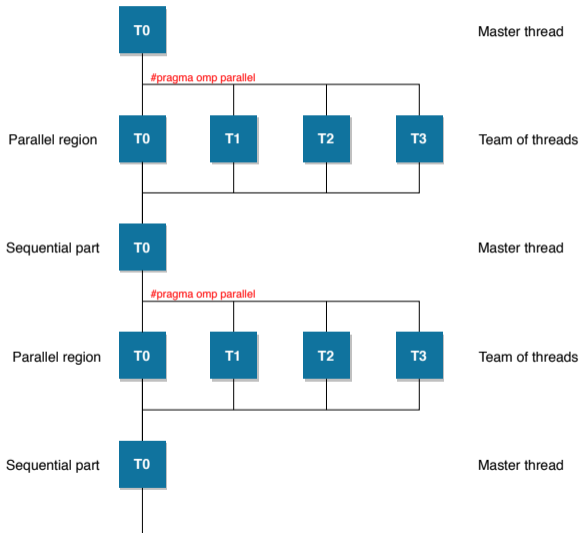 T0 Master thread
#pragma omp parallel
Parallel region T0 T1 T2 T3 Team of threads
Sequential part T0 Master thread
#pragma omp parallel
Parallel region T0 T1 T2 T3 Team of threads
Sequential part T0 Master thread